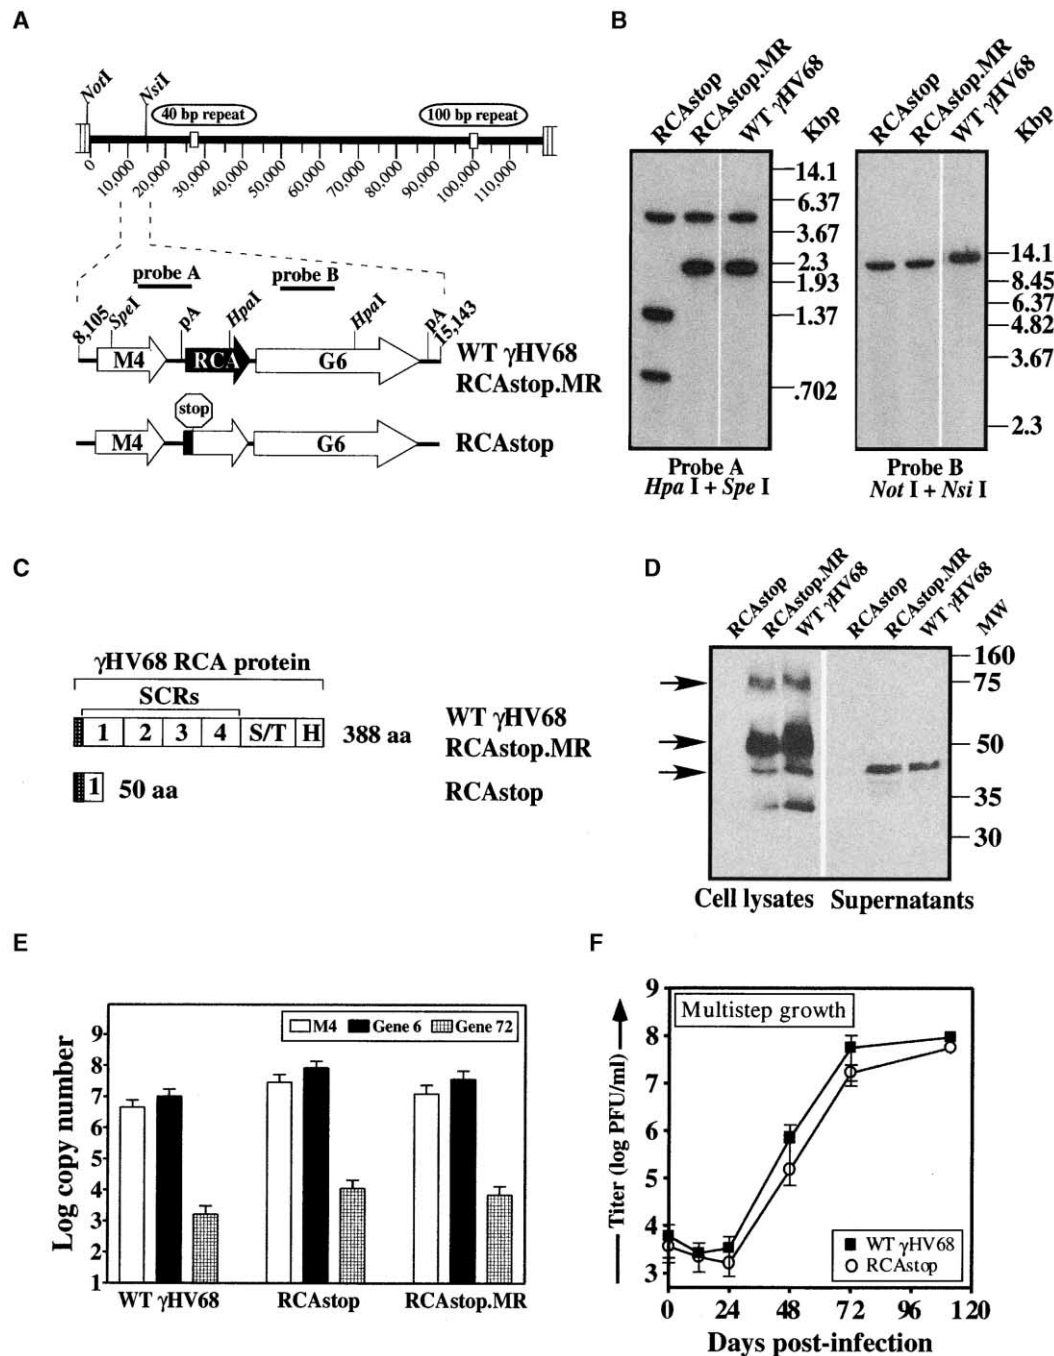 A
NotI
NsiI
40 bp repeat
100 bp repeat
0
10,000
20,000
30,000
40,000
50,000
60,000
70,000
80,000
90,000
100,000
110,000
probe A
probe B
8,105
SpeI
pA
HpaI
HpaI
pA
15,143
M4
RCA
G6
WT γHV68
RCAstop.MR
stop
M4
G6
RCAstop
B
RCAstop
RCAstop.MR
WT γHV68
Kbp
14.1
6.37
3.67
2.3
1.93
1.37
.702
Probe A
Hpa I + Spe I
RCAstop
RCAstop.MR
WT γHV68
Kbp
14.1
8.45
6.37
4.82
3.67
2.3
Probe B
Not I + Nsi I
C
γHV68 RCA protein
SCRs
1 2 3 4 S/T H
388 aa
WT γHV68
RCAstop.MR
1
50 aa
RCAstop
D
RCAstop
RCAstop.MR
WT γHV68
RCAstop
RCAstop.MR
WT γHV68
MW
160
75
50
35
30
Cell lysates
Supernatants
E
Log copy number
9
8
7
6
5
4
3
2
1
M4 Gene 6 Gene 72
WT γHV68
RCAstop
RCAstop.MR
F
Multistep growth
Titer (log PFU/ml)
9
8
7
6
4
3
WT γHV68
RCAstop
0 24 48 72 96 120
Days post-infection